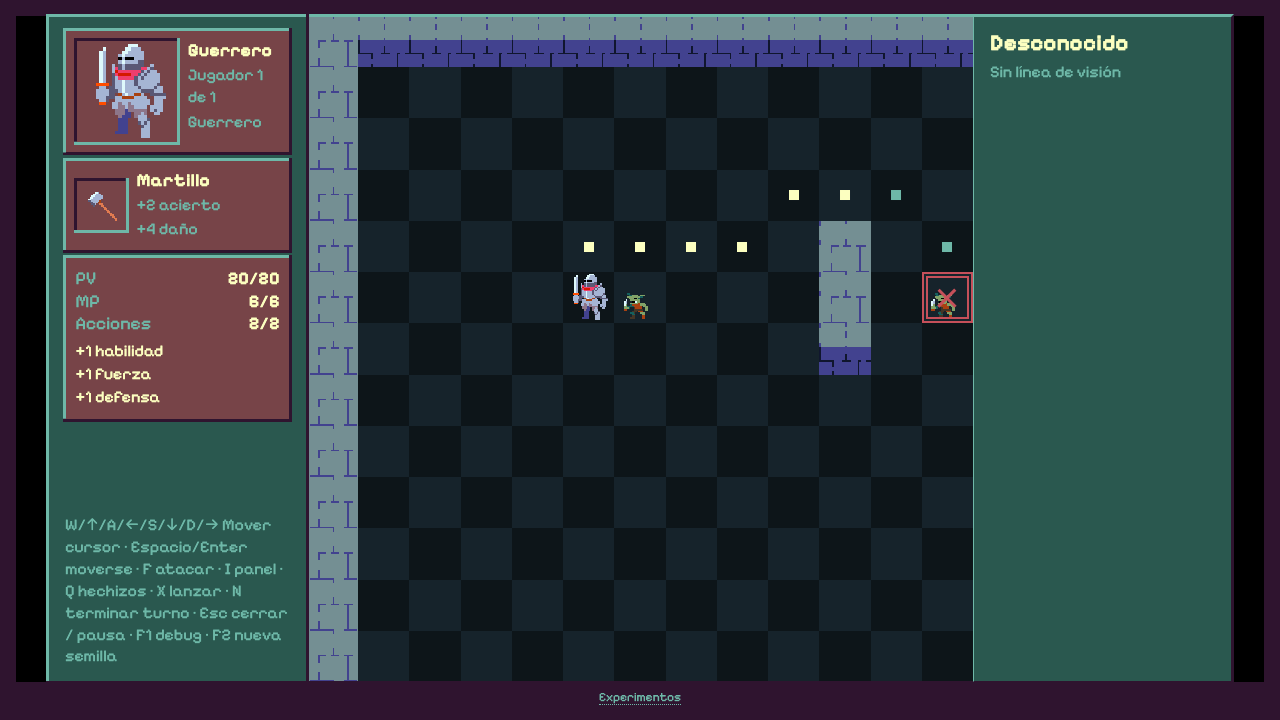 Guerrero
Jugador 1
de 1
Guerrero
Martillo
+2 acierto
+4 daño
PV 80/80
MP 8/8
Acciones 8/8
+1 habilidad
+1 fuerza
+1 defensa
W/↑/A/←/S/↓/D/→ Mover
cursor · Espacio/Enter
moverse · F atacar · I panel ·
Q hechizos · X lanzar · N
terminar turno · Esc cerrar
/ pausa · F1 debug · F2 nueva
semilla
Desconocido
Sin línea de visión
Experimentos